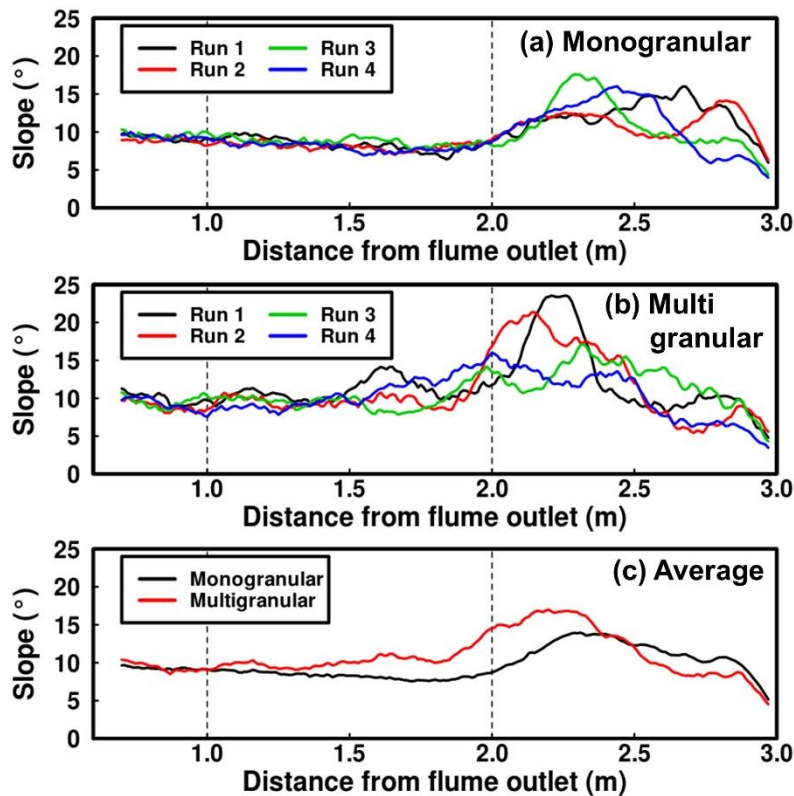 25
20
15
10
5
0
Slope (°)
Run 1 Run 3
Run 2 Run 4
(a) Monogranular
1.0 1.5 2.0 2.5 3.0
Distance from flume outlet (m)
25
20
15
10
5
0
Slope (°)
Run 1 Run 3
Run 2 Run 4
(b) Multi
granular
1.0 1.5 2.0 2.5 3.0
Distance from flume outlet (m)
25
20
15
10
5
0
Slope (°)
Monogranular
Multigranular
(c) Average
1.0 1.5 2.0 2.5 3.0
Distance from flume outlet (m)